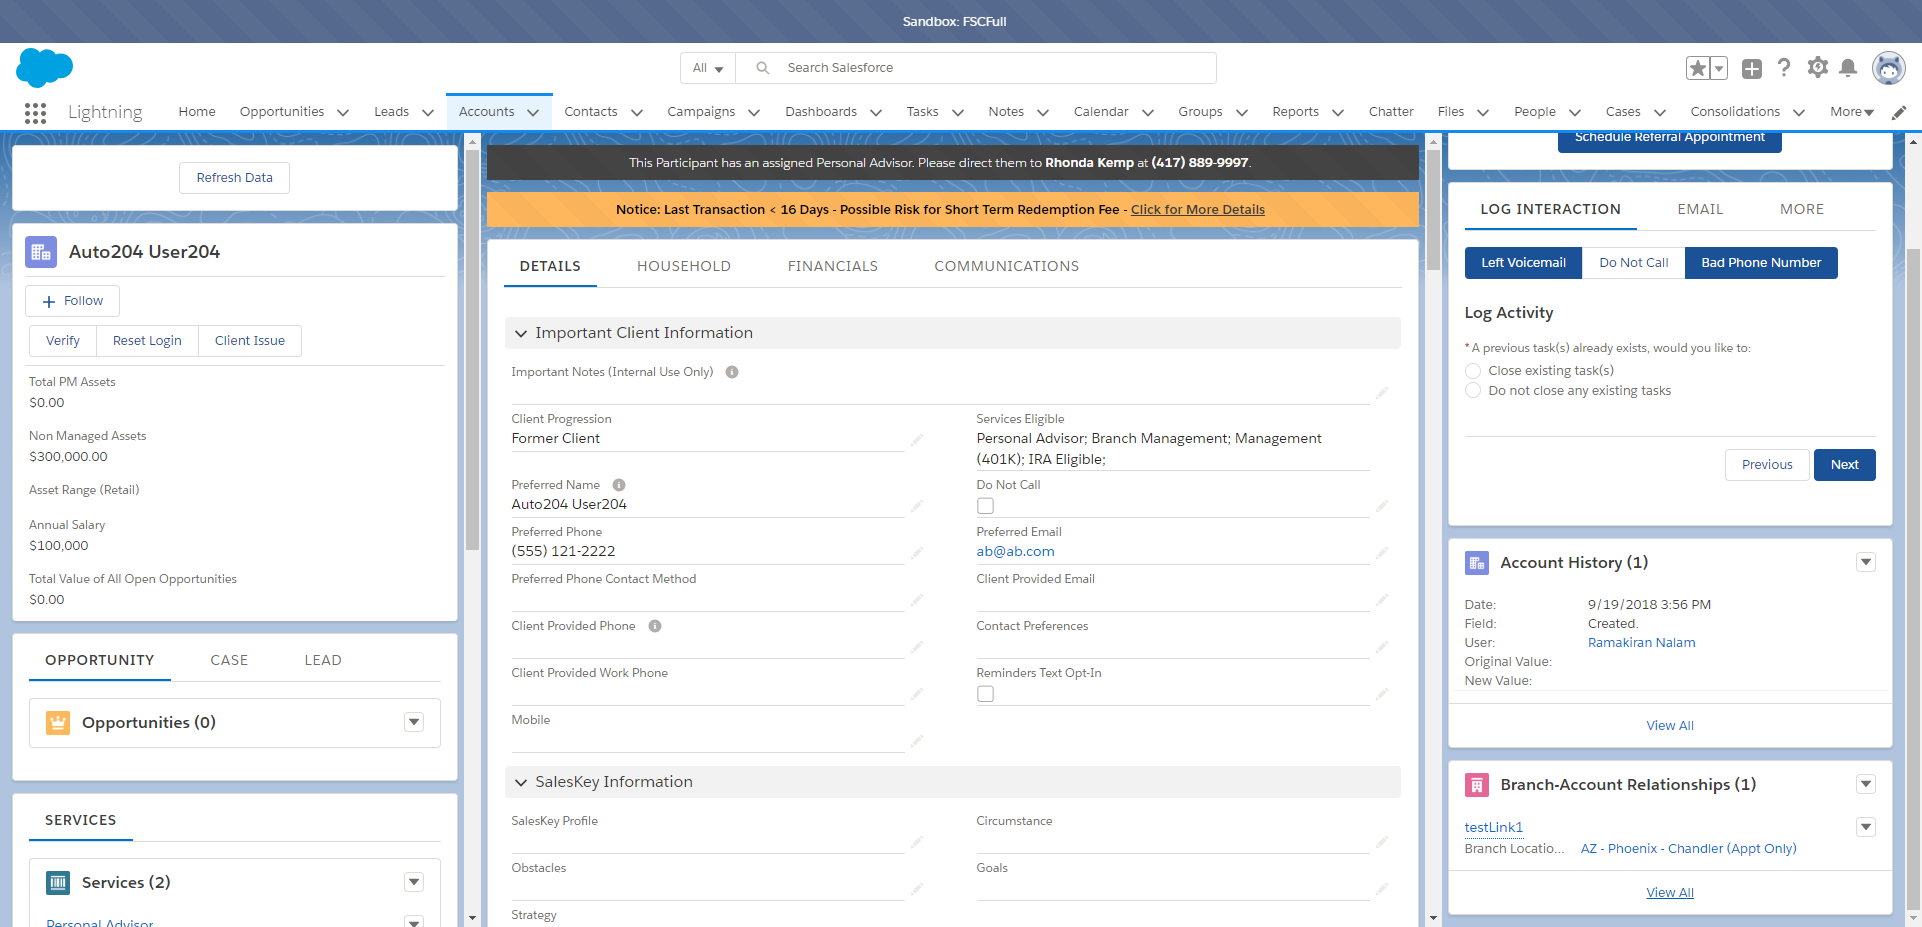 Sandbox: FSCFull
All
Search Salesforce
Lightning
Home
Opportunities
Leads
Accounts
Contacts
Campaigns
Dashboards
Tasks
Notes
Calendar
Groups
Reports
Chatter
Files
People
Cases
Consolidations
More
Refresh Data
Auto204 User204
Follow
Verify
Reset Login
Client Issue
Total PM Assets
$0.00
Non Managed Assets
$300,000.00
Asset Range (Retail)
Annual Salary
$100,000
Total Value of All Open Opportunities
$0.00
OPPORTUNITY
CASE
LEAD
Opportunities (0)
SERVICES
Services (2)
Personal Advisor
This Participant has an assigned Personal Advisor. Please direct them to Rhonda Kemp at (417) 889-9997.
Notice: Last Transaction < 16 Days - Possible Risk for Short Term Redemption Fee - Click for More Details
DETAILS
HOUSEHOLD
FINANCIALS
COMMUNICATIONS
Important Client Information
Important Notes (Internal Use Only)
Client Progression
Former Client
Services Eligible
Personal Advisor; Branch Management; Management
(401K); IRA Eligible;
Preferred Name
Auto204 User204
Do Not Call
Preferred Phone
(555) 121-2222
Preferred Email
ab@ab.com
Preferred Phone Contact Method
Client Provided Email
Client Provided Phone
Contact Preferences
Client Provided Work Phone
Reminders Text Opt-In
Mobile
SalesKey Information
SalesKey Profile
Circumstance
Obstacles
Goals
Strategy
Schedule Referral Appointment
LOG INTERACTION
EMAIL
MORE
Left Voicemail
Do Not Call
Bad Phone Number
Log Activity
*A previous task(s) already exists, would you like to:
Close existing task(s)
Do not close any existing tasks
Previous
Next
Account History (1)
Date:
9/19/2018 3:56 PM
Field:
Created.
User:
Ramakiran Nalam
Original Value:
New Value:
View All
Branch-Account Relationships (1)
testLink1
Branch Locatio...
AZ - Phoenix - Chandler (Appt Only)
View All